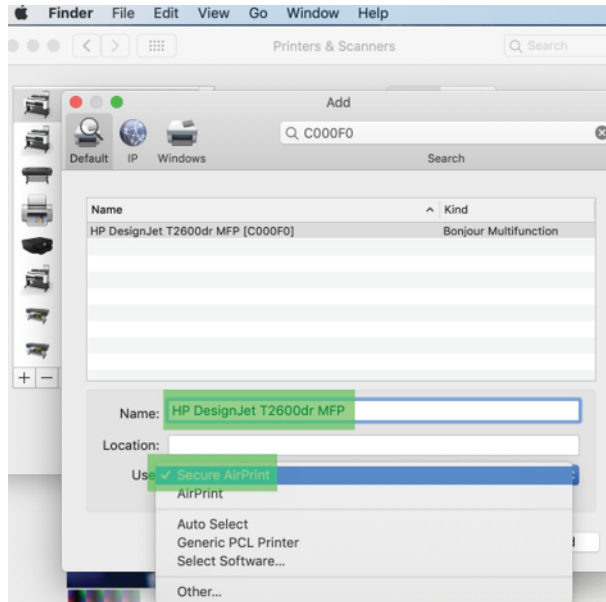 Finder File Edit View Go Window Help
Printers & Scanners Search
Add
C000F0
Default IP Windows Search
Name Kind
HP DesignJet T2600dr MFP [C000F0] Bonjour Multifunction
+ −
Name: HP DesignJet T2600dr MFP
Location:
Use ✓ Secure AirPrint
AirPrint
Auto Select
Generic PCL Printer
Select Software...
Other...